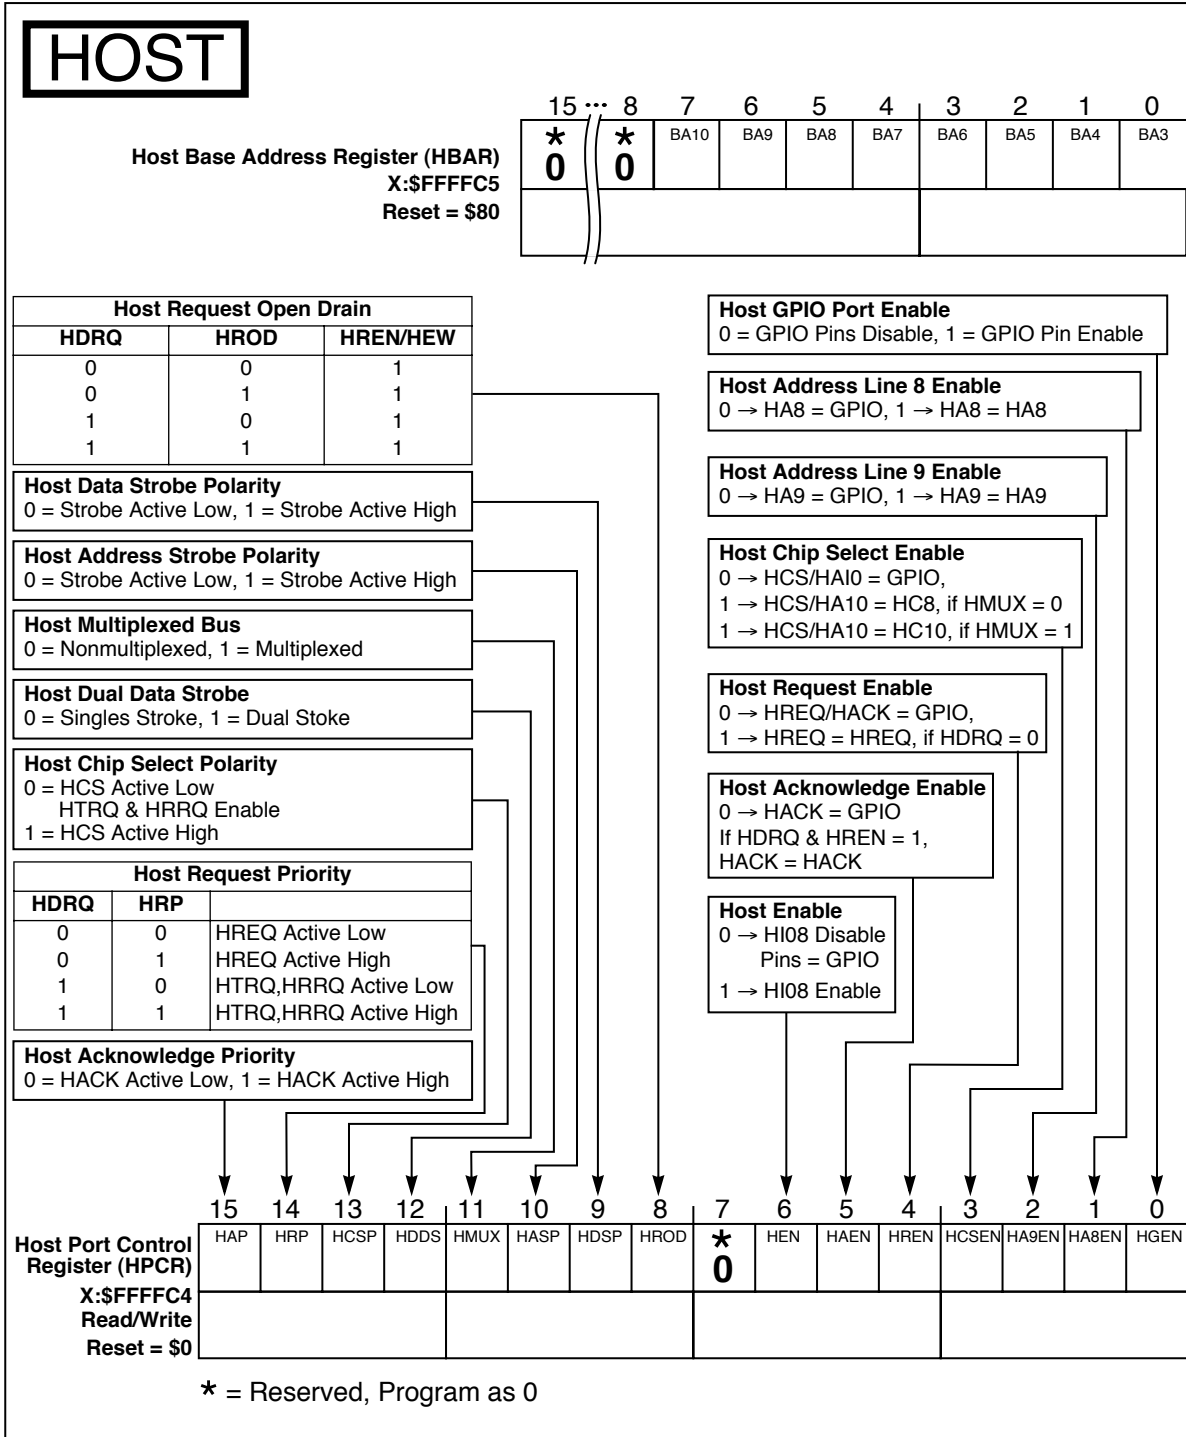 HOST
15 ··· 8 7 6 5 4 3 2 1 0
* * BA10 BA9 BA8 BA7 BA6 BA5 BA4 BA3
0 0
Host Base Address Register (HBAR)
X:$FFFFC5
Reset = $80
Host Request Open Drain
HDRQ HROD HREN/HEW
0 0 1
0 1 1
1 0 1
1 1 1
Host Data Strobe Polarity
0 = Strobe Active Low, 1 = Strobe Active High
Host Address Strobe Polarity
0 = Strobe Active Low, 1 = Strobe Active High
Host Multiplexed Bus
0 = Nonmultiplexed, 1 = Multiplexed
Host Dual Data Strobe
0 = Singles Stroke, 1 = Dual Stoke
Host Chip Select Polarity
0 = HCS Active Low
HTRQ & HRRQ Enable
1 = HCS Active High
Host Request Priority
HDRQ HRP
0 0 HREQ Active Low
0 1 HREQ Active High
1 0 HTRQ,HRRQ Active Low
1 1 HTRQ,HRRQ Active High
Host Acknowledge Priority
0 = HACK Active Low, 1 = HACK Active High
Host GPIO Port Enable
0 = GPIO Pins Disable, 1 = GPIO Pin Enable
Host Address Line 8 Enable
0 → HA8 = GPIO, 1 → HA8 = HA8
Host Address Line 9 Enable
0 → HA9 = GPIO, 1 → HA9 = HA9
Host Chip Select Enable
0 → HCS/HAI0 = GPIO,
1 → HCS/HA10 = HC8, if HMUX = 0
1 → HCS/HA10 = HC10, if HMUX = 1
Host Request Enable
0 → HREQ/HACK = GPIO,
1 → HREQ = HREQ, if HDRQ = 0
Host Acknowledge Enable
0 → HACK = GPIO
If HDRQ & HREN = 1,
HACK = HACK
Host Enable
0 → HI08 Disable
Pins = GPIO
1 → HI08 Enable
15 14 13 12 11 10 9 8 7 6 5 4 3 2 1 0
HAP HRP HCSP HDDS HMUX HASP HDSP HROD * HEN HAEN HREN HCSEN HA9EN HA8EN HGEN
0
Host Port Control
Register (HPCR)
X:$FFFFC4
Read/Write
Reset = $0
* = Reserved, Program as 0